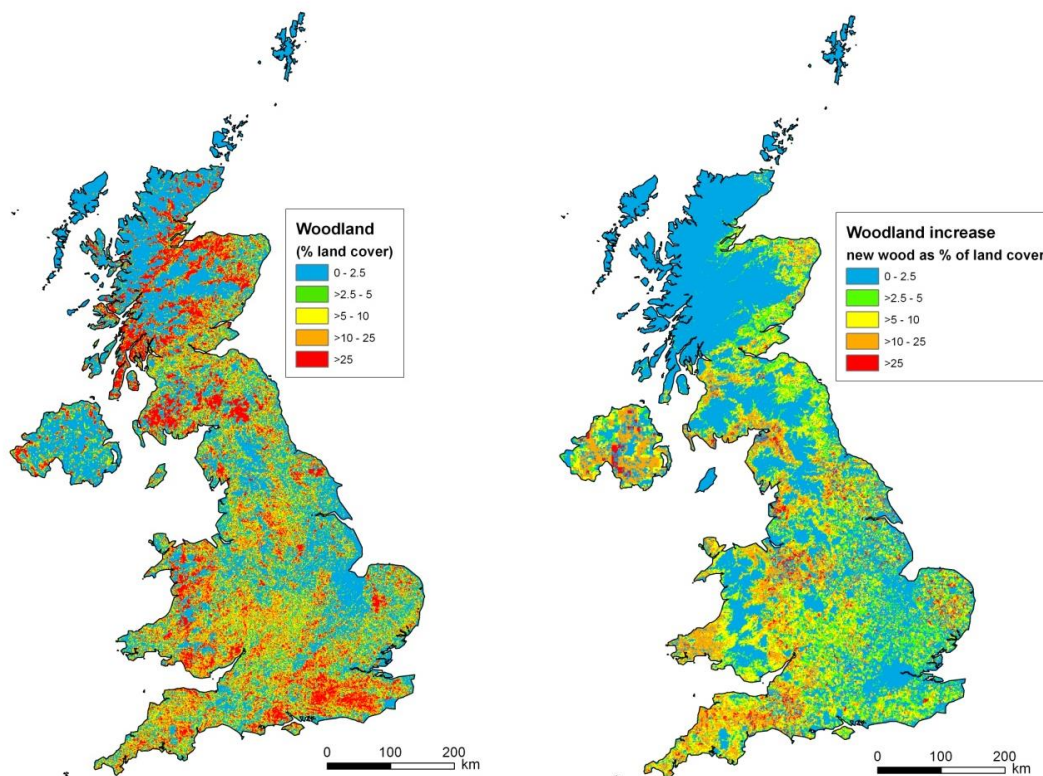 Woodland
(% land cover)
0 - 2.5
>2.5 - 5
>5 - 10
>10 - 25
>25
0 100 200
km
Woodland increase
new wood as % of land cover
0 - 2.5
>2.5 - 5
>5 - 10
>10 - 25
>25
0 100 200
km